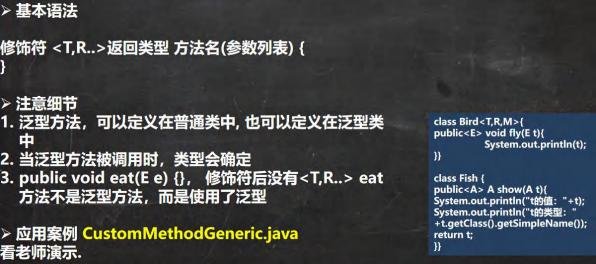 ➢ 基本语法
修饰符 <T,R..>返回类型 方法名(参数列表) {
}
➢ 注意细节
1. 泛型方法，可以定义在普通类中, 也可以定义在泛型类
中
2. 当泛型方法被调用时，类型会确定
3. public void eat(E e) {}， 修饰符后没有<T,R..> eat
方法不是泛型方法，而是使用了泛型
➢ 应用案例 CustomMethodGeneric.java
看老师演示.
class Bird<T,R,M>{
public<E> void fly(E t){
System.out.println(t);
}}
class Fish {
public<A> A show(A t){
System.out.println("t的值："+t);
System.out.println("t的类型："
+t.getClass().getSimpleName());
return t;
}}